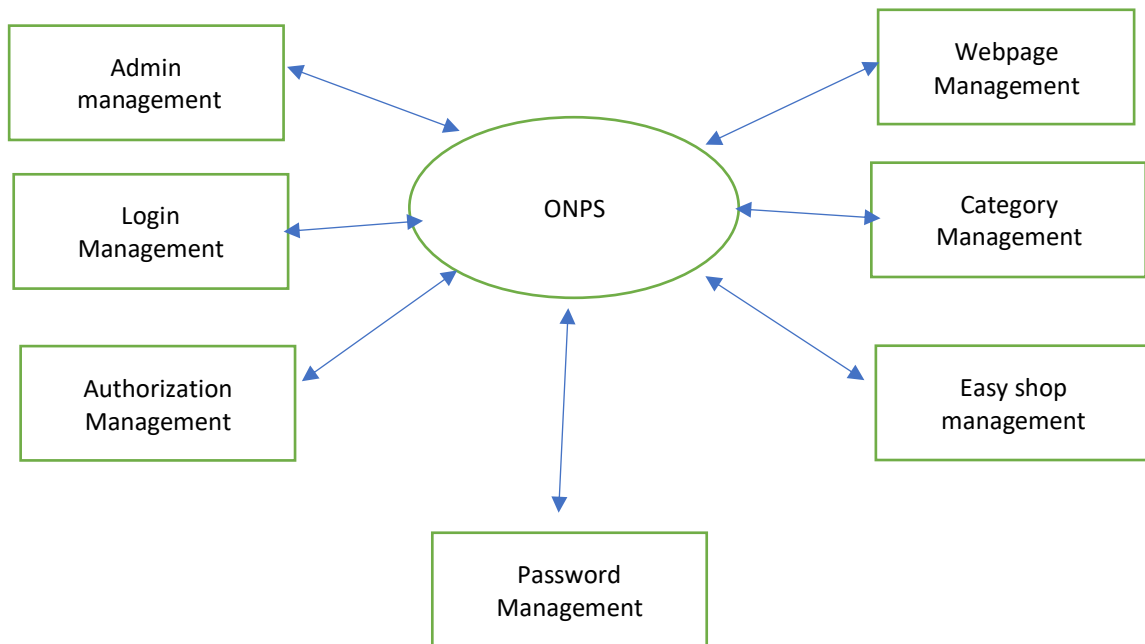 Admin
management
Webpage
Management
Login
Management
ONPS
Category
Management
Authorization
Management
Easy shop
management
Password
Management